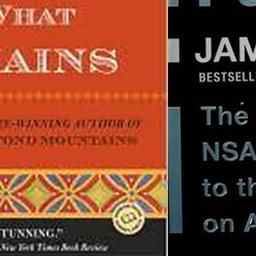 WHAT
AINS
E-WINNING AUTHOR OF
OND MOUNTAINS
TUNNING."
New York Times Book Review
JAM
BESTSELL
The
NSA
to th
on A